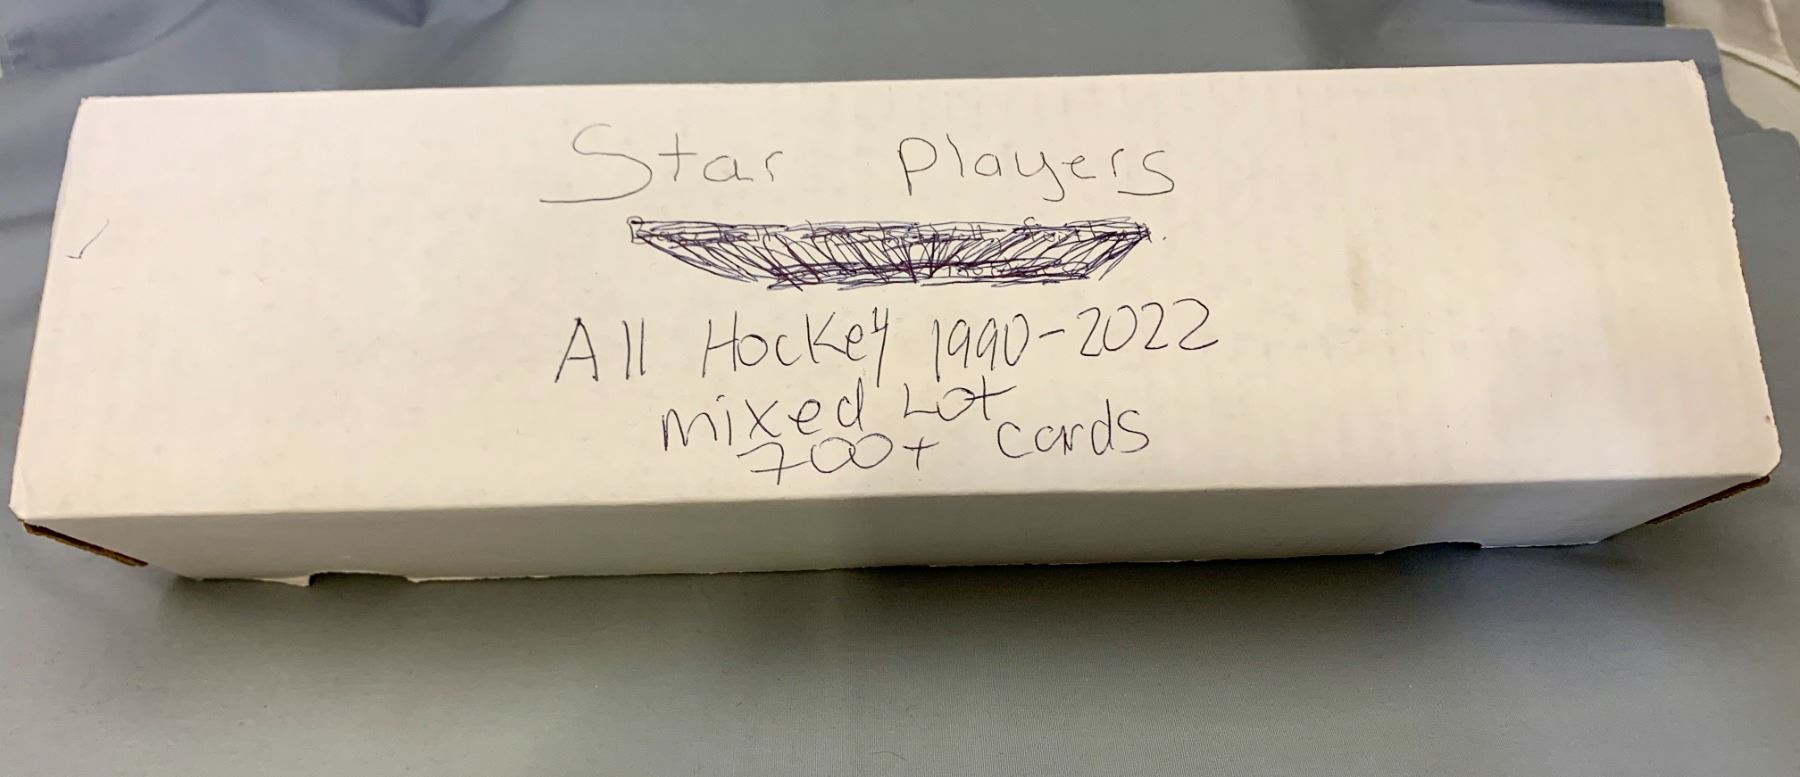 Star Players
All Hockey 1990-2022
mixed Lot
700+ cards